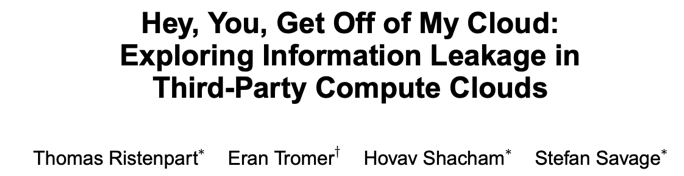 Hey, You, Get Off of My Cloud:
Exploring Information Leakage in
Third-Party Compute Clouds
Thomas Ristenpart* Eran Tromer† Hovav Shacham* Stefan Savage*